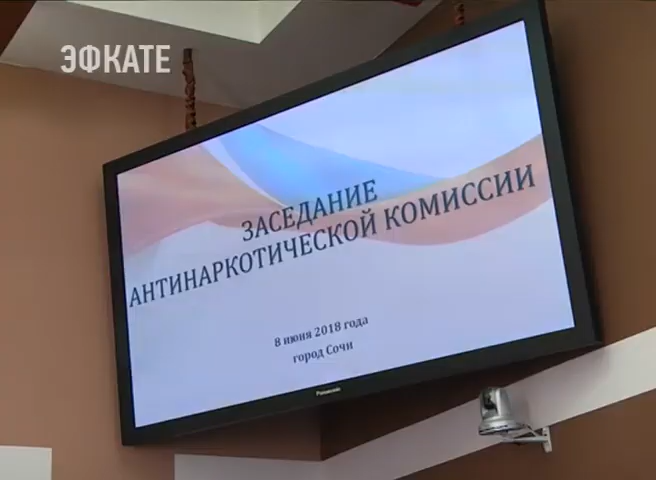 ЭФКАТЕ
ЗАСЕДАНИЕ
АНТИНАРКОТИЧЕСКОЙ КОМИССИИ
8 июня 2018 года
город Сочи
Panasonic